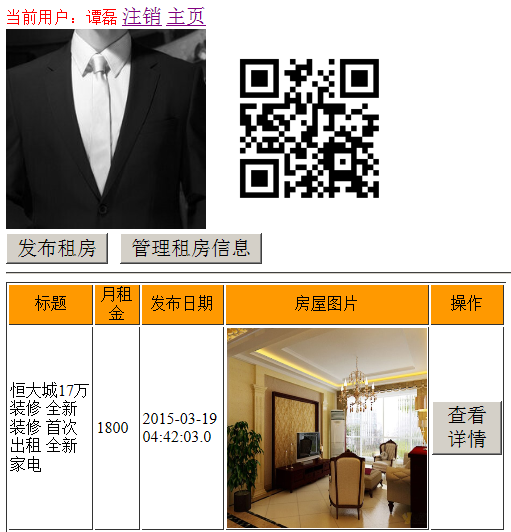 当前用户：谭磊 注销 主页
发布租房 管理租房信息
标题 月租金 发布日期 房屋图片 操作
恒大城17万
装修 全新
装修 首次
出租 全新
家电
1800
2015-03-19
04:42:03.0
查看
详情